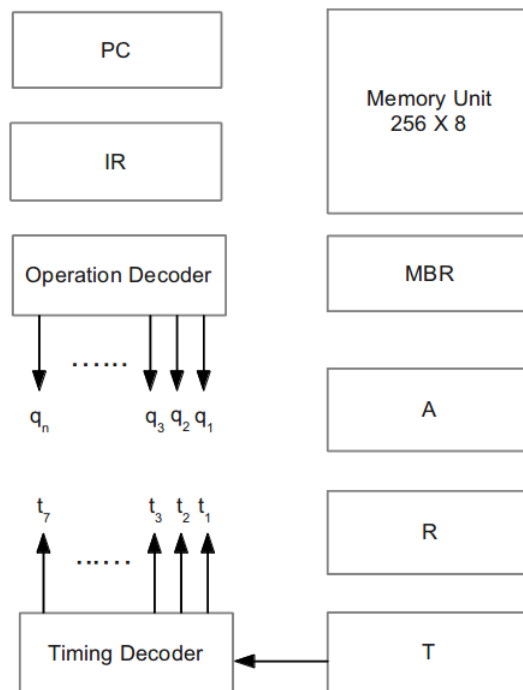 PC
Memory Unit
256 X 8
IR
Operation Decoder
MBR
......
qₙ q₃ q₂ q₁
A
t₇ t₃ t₂ t₁
......
R
Timing Decoder
T